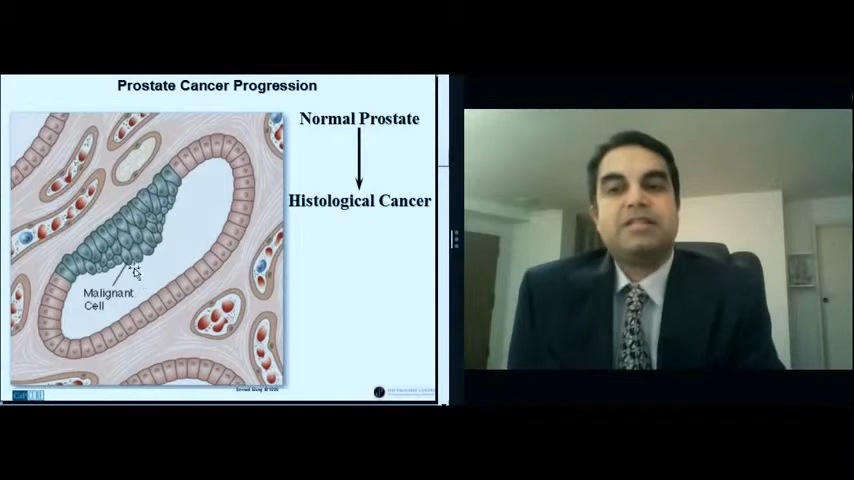 Prostate Cancer Progression
Normal Prostate
Histological Cancer
Malignant
Cell